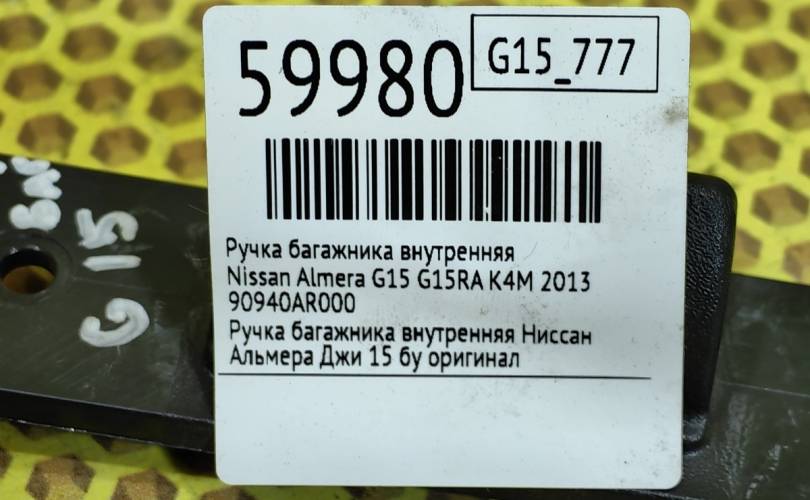 59980
G15_777
Ручка багажника внутренняя
Nissan Almera G15 G15RA K4M 2013
90940AR000
Ручка багажника внутренняя Ниссан
Альмера Джи 15 бу оригинал
G15